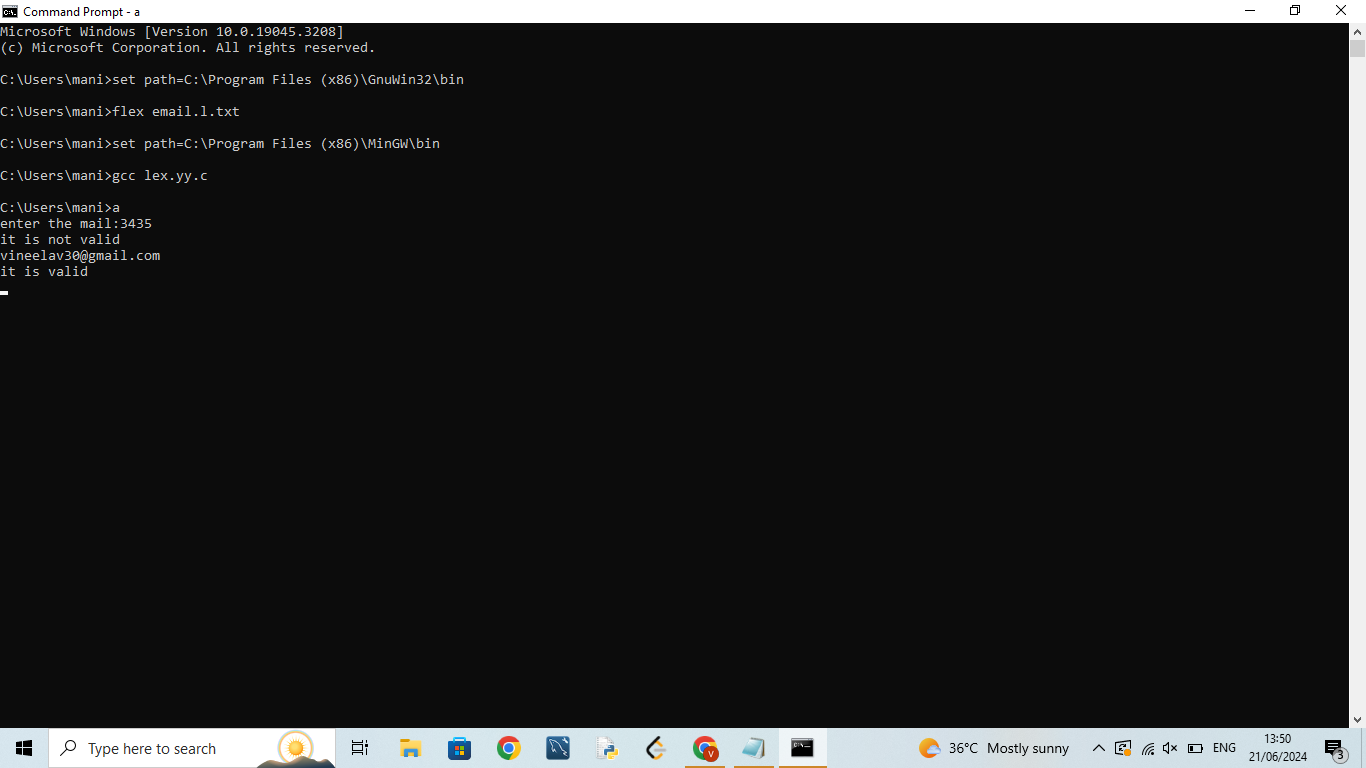 Command Prompt - a
Microsoft Windows [Version 10.0.19045.3208]
(c) Microsoft Corporation. All rights reserved.
C:\Users\mani>set path=C:\Program Files (x86)\GnuWin32\bin
C:\Users\mani>flex email.l.txt
C:\Users\mani>set path=C:\Program Files (x86)\MinGW\bin
C:\Users\mani>gcc lex.yy.c
C:\Users\mani>a
enter the mail:3435
it is not valid
vineelav30@gmail.com
it is valid
Type here to search
V
36°C Mostly sunny
ENG
13:50
21/06/2024
3